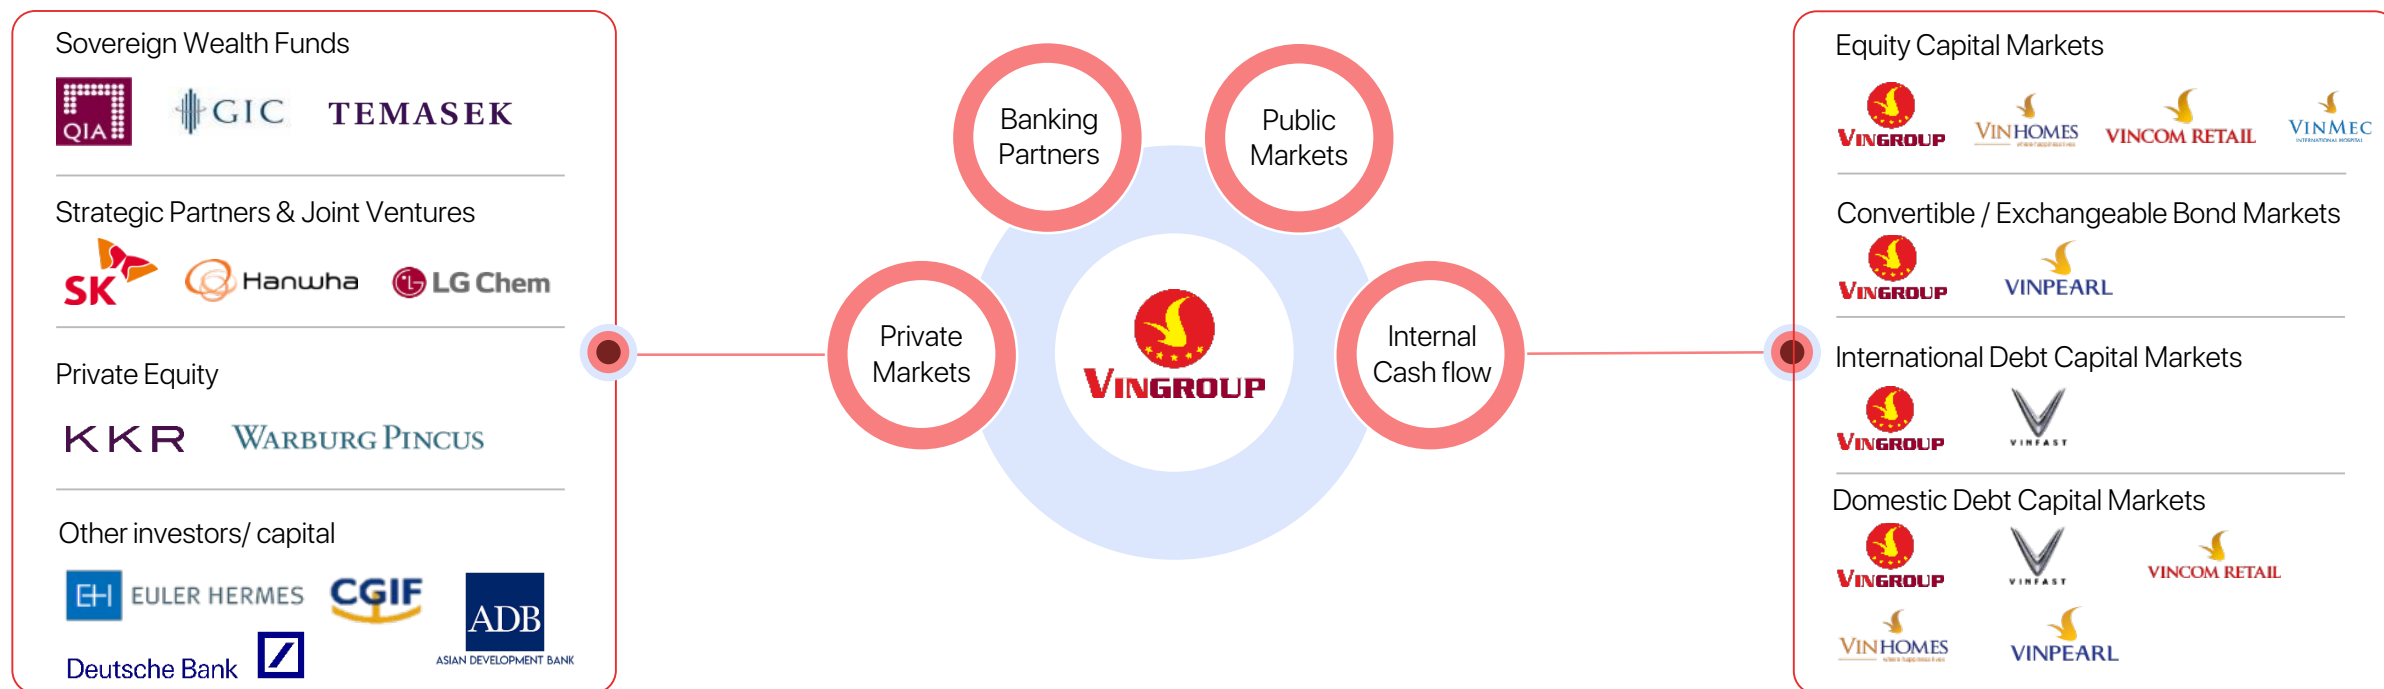 Sovereign Wealth Funds
QIA
GIC
TEMASEK
Strategic Partners & Joint Ventures
SK
Hanwha
LG Chem
Private Equity
KKR
WARBURG PINCUS
Other investors/ capital
EH EULER HERMES
CGIF
ADB
ASIAN DEVELOPMENT BANK
Deutsche Bank
Banking
Partners
Public
Markets
Private
Markets
VINGROUP
Internal
Cash flow
Equity Capital Markets
VINGROUP
VINHOMES
VINCOM RETAIL
VINMEC
INTERNATIONAL HOSPITAL
Convertible / Exchangeable Bond Markets
VINGROUP
VINPEARL
International Debt Capital Markets
VINGROUP
VINFAST
Domestic Debt Capital Markets
VINGROUP
VINFAST
VINCOM RETAIL
VINHOMES
VINPEARL